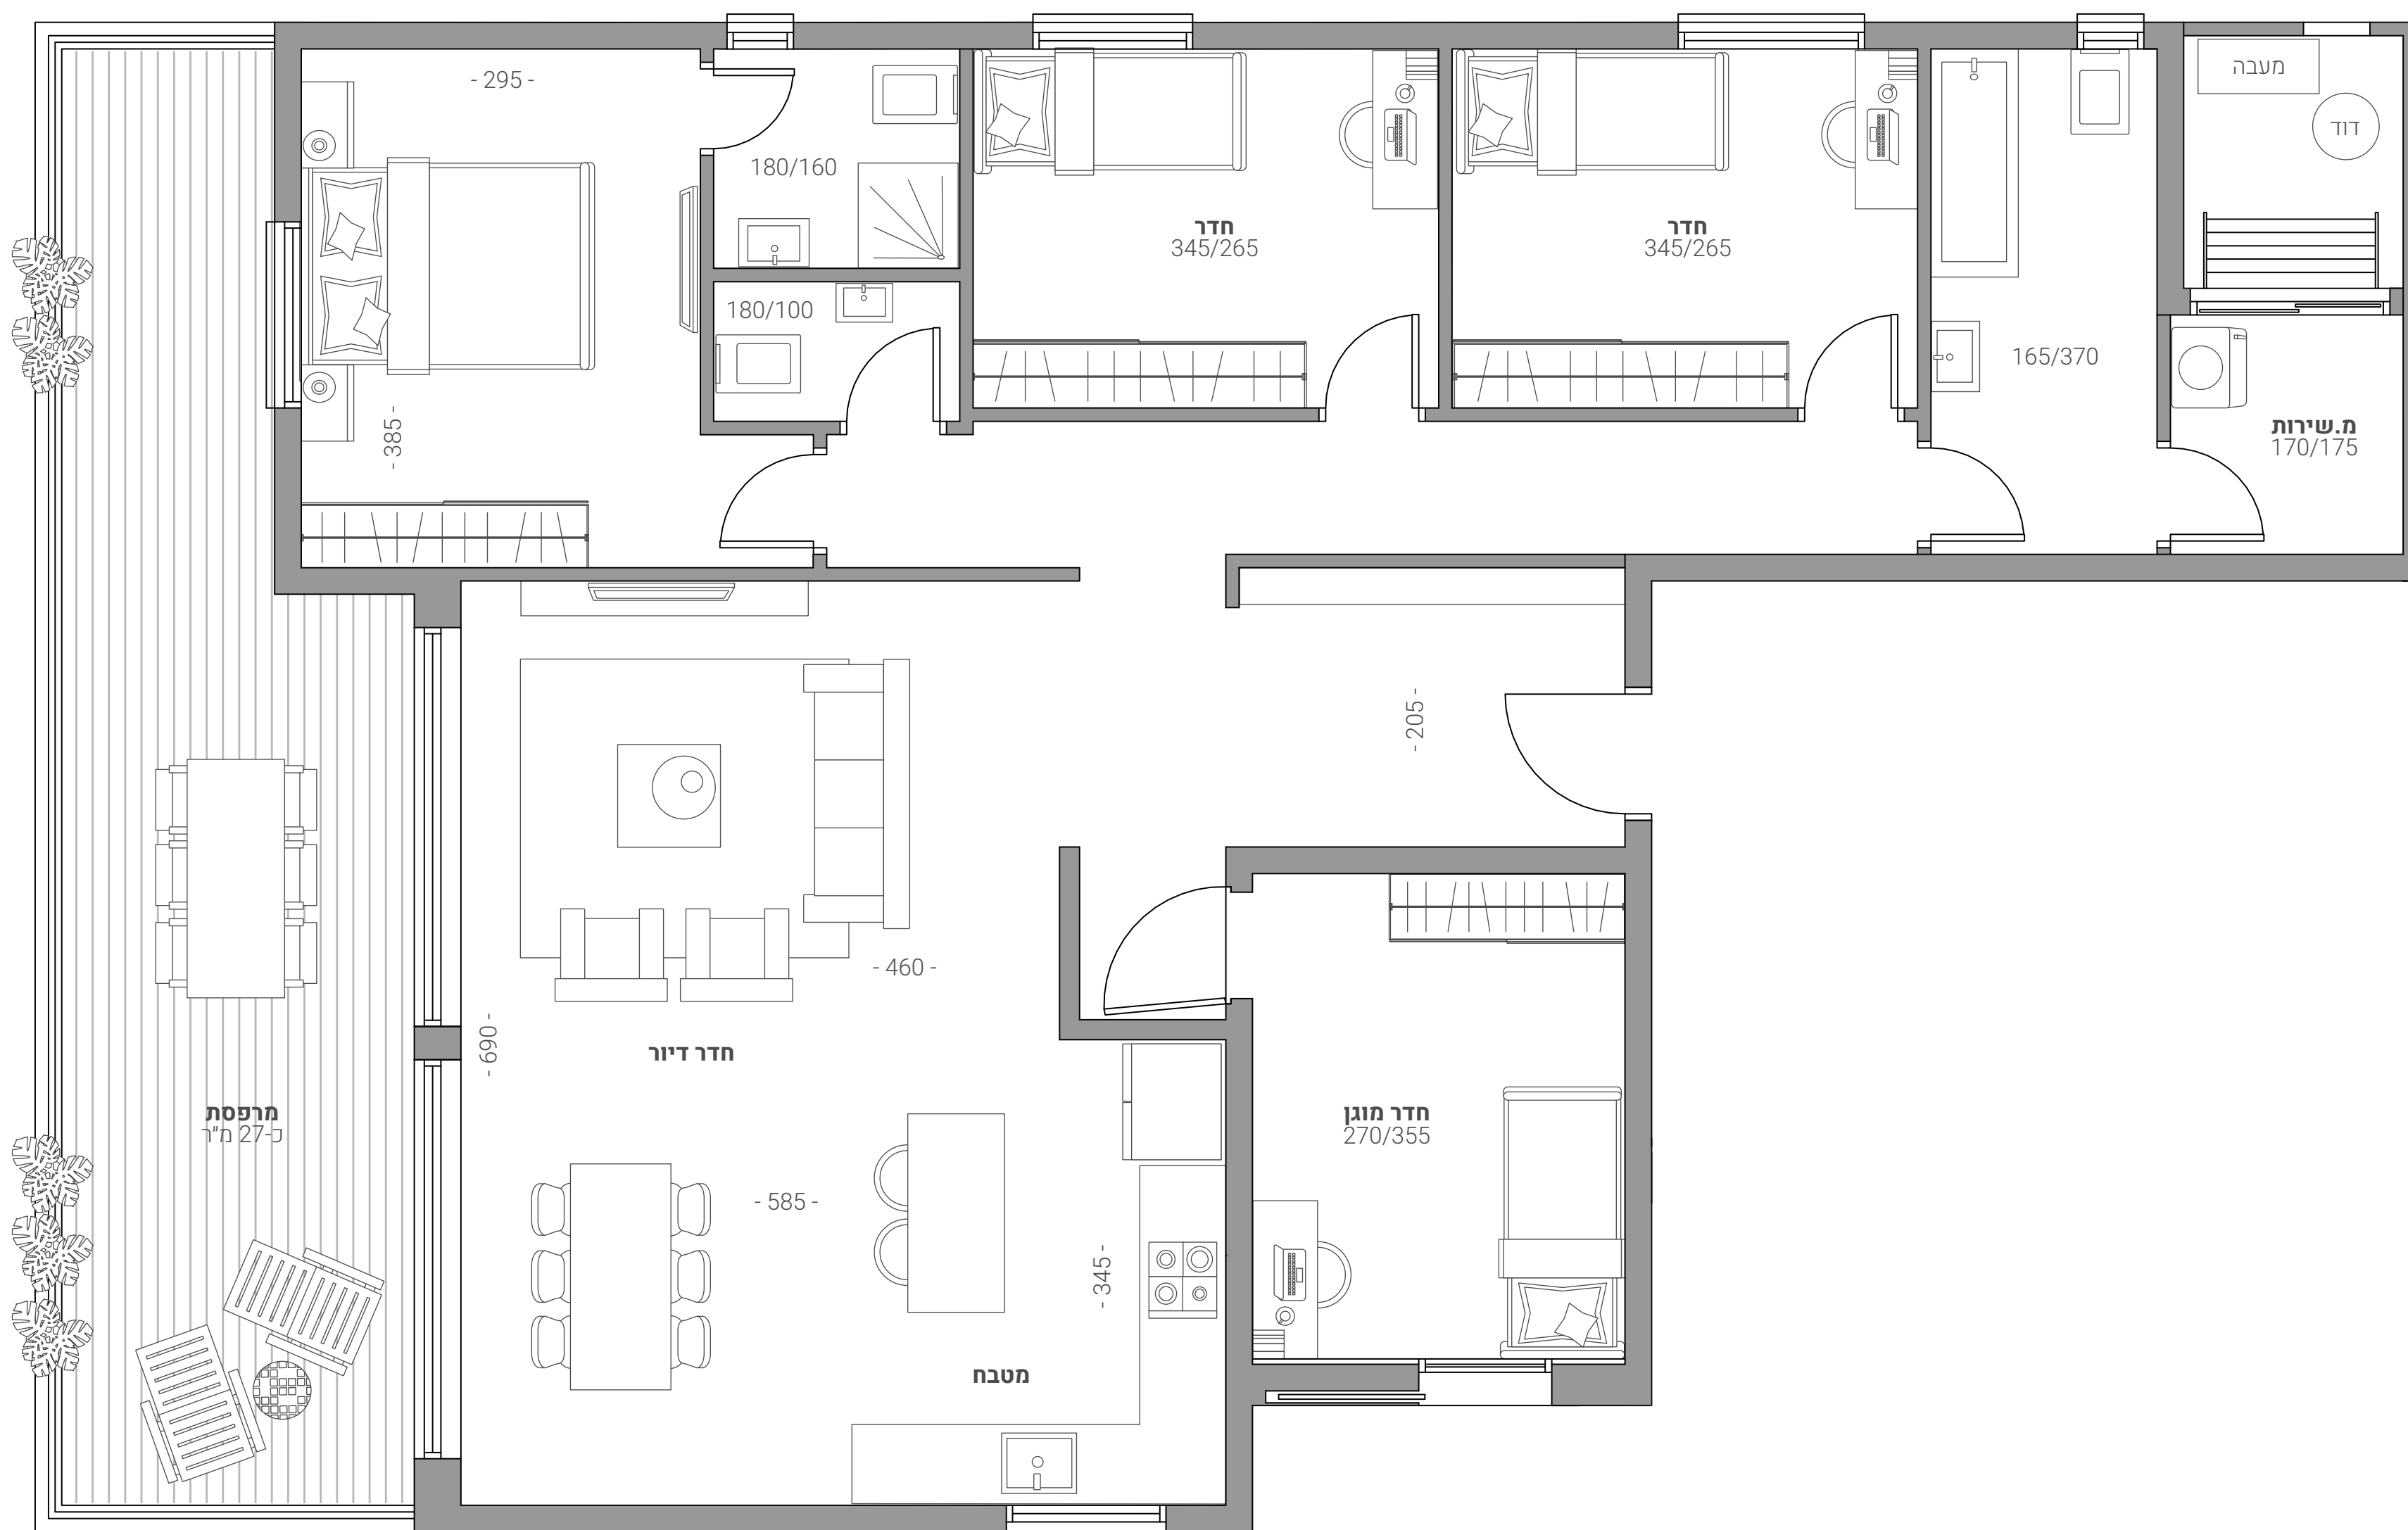 - 295 -
מעבה
דוד
180/160
חדר
345/265
חדר
345/265
180/100
165/370
מ.שירות
170/175
- 385 -
- 205 -
- 460 -
- 690 -
חדר דיור
מרפסת
כ-27 מ"ר
חדר מוגן
270/355
- 585 -
- 345 -
מטבח